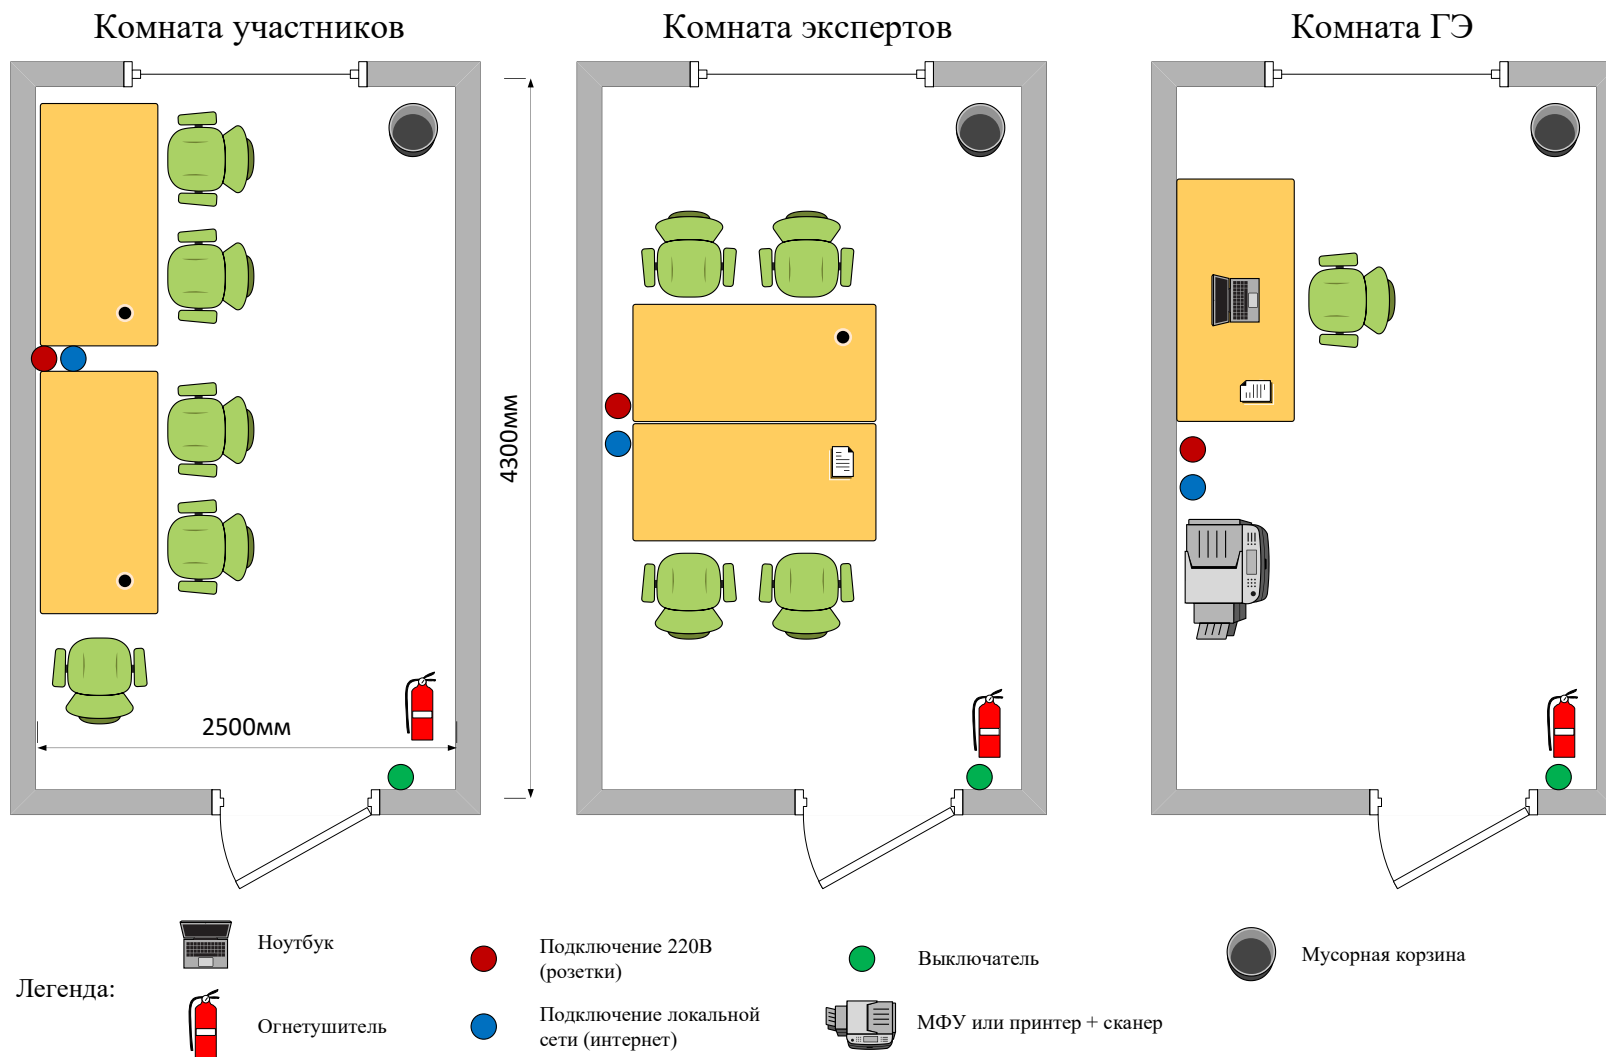 Комната участников
Комната экспертов
Комната ГЭ
4300мм
2500мм
Легенда:
Ноутбук
Огнетушитель
Подключение 220В
(розетки)
Подключение локальной
сети (интернет)
Выключатель
МФУ или принтер + сканер
Мусорная корзина